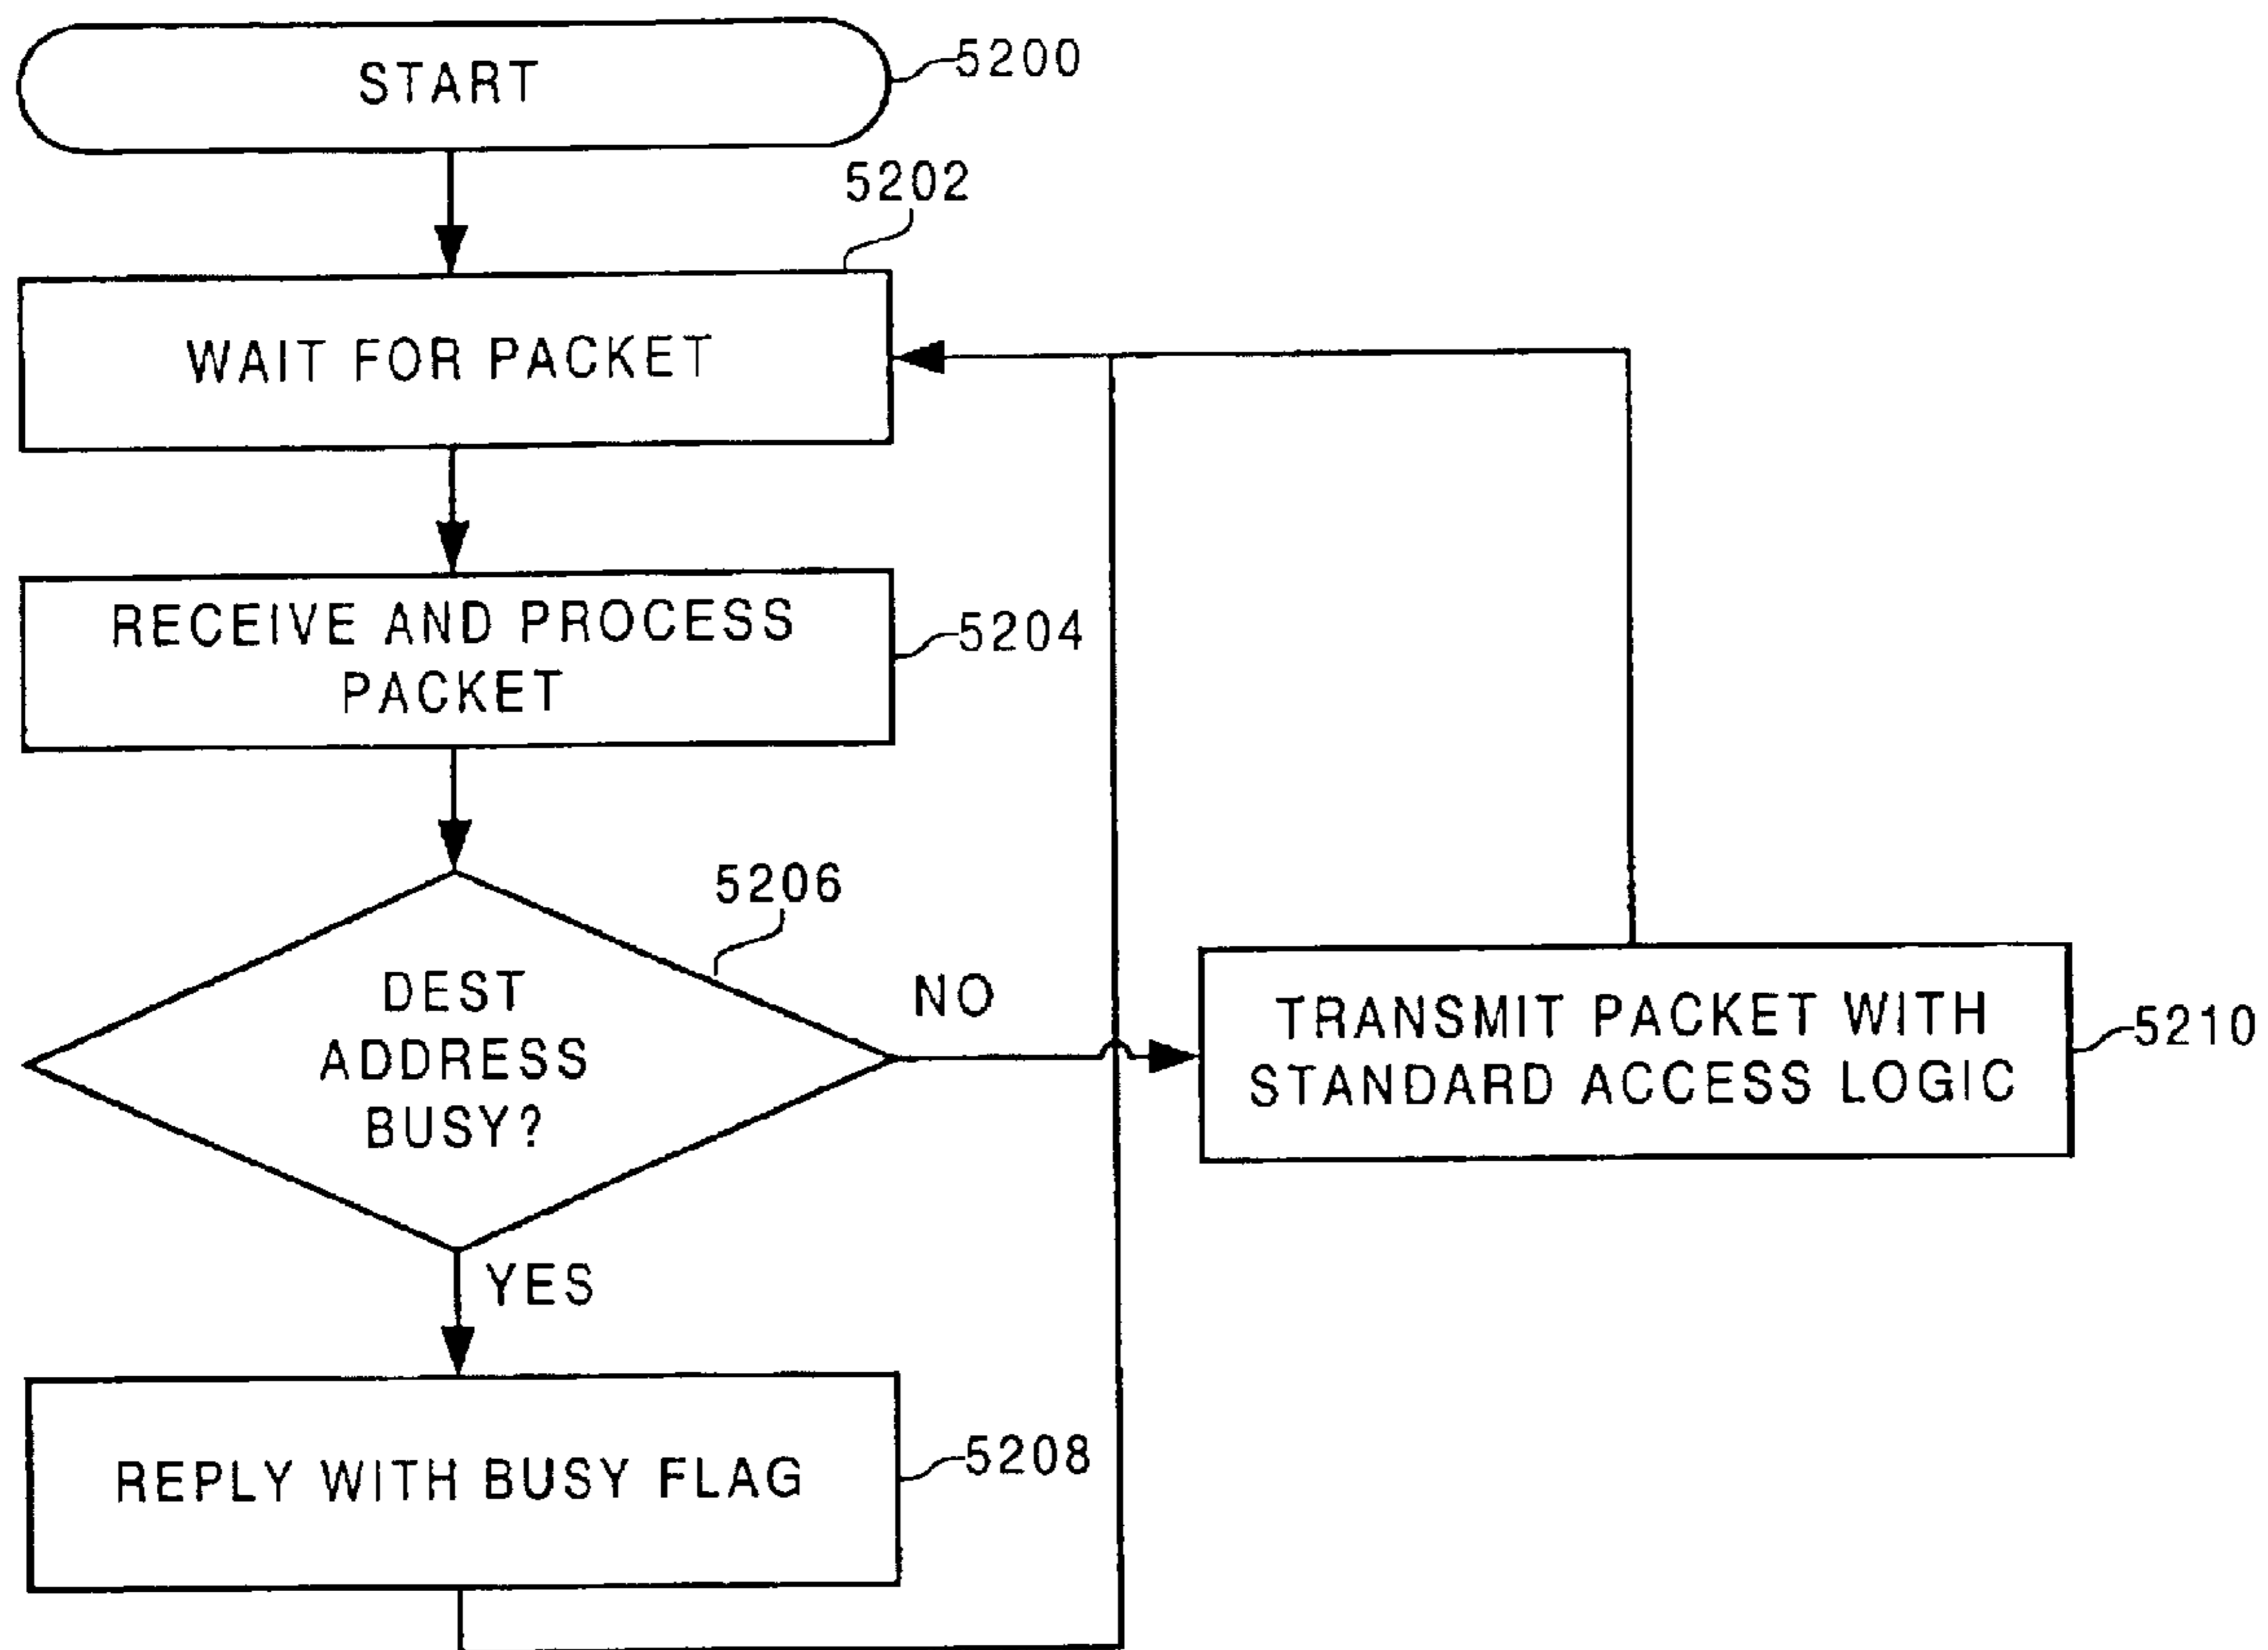 START
5200
5202
WAIT FOR PACKET
RECEIVE AND PROCESS
PACKET
5204
5206
DEST
ADDRESS
BUSY?
NO
TRANSMIT PACKET WITH
STANDARD ACCESS LOGIC
5210
YES
REPLY WITH BUSY FLAG
5208